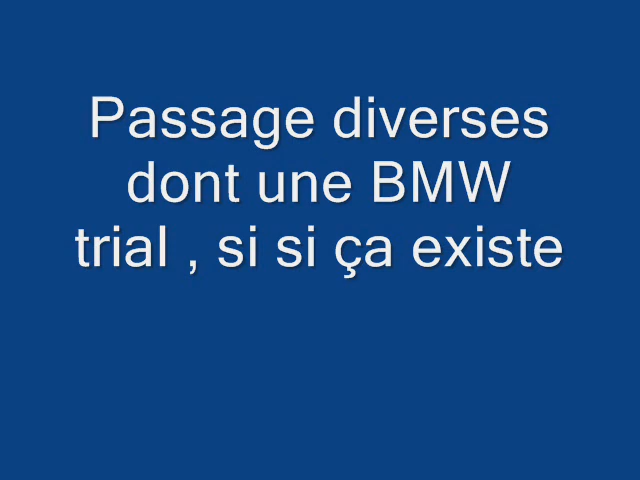 Passage diverses
dont une BMW
trial , si si ça existe